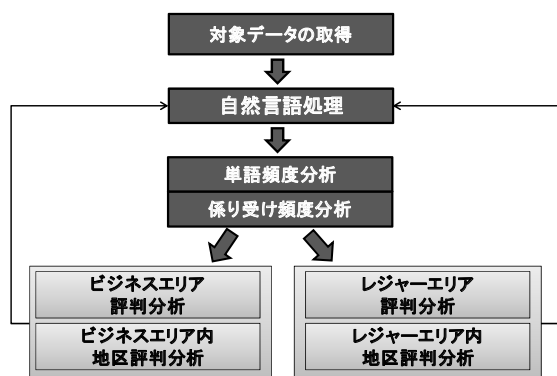 対象データの取得
自然言語処理
単語頻度分析
係り受け頻度分析
ビジネスエリア
評判分析
ビジネスエリア内
地区評判分析
レジャーエリア
評判分析
レジャーエリア内
地区評判分析